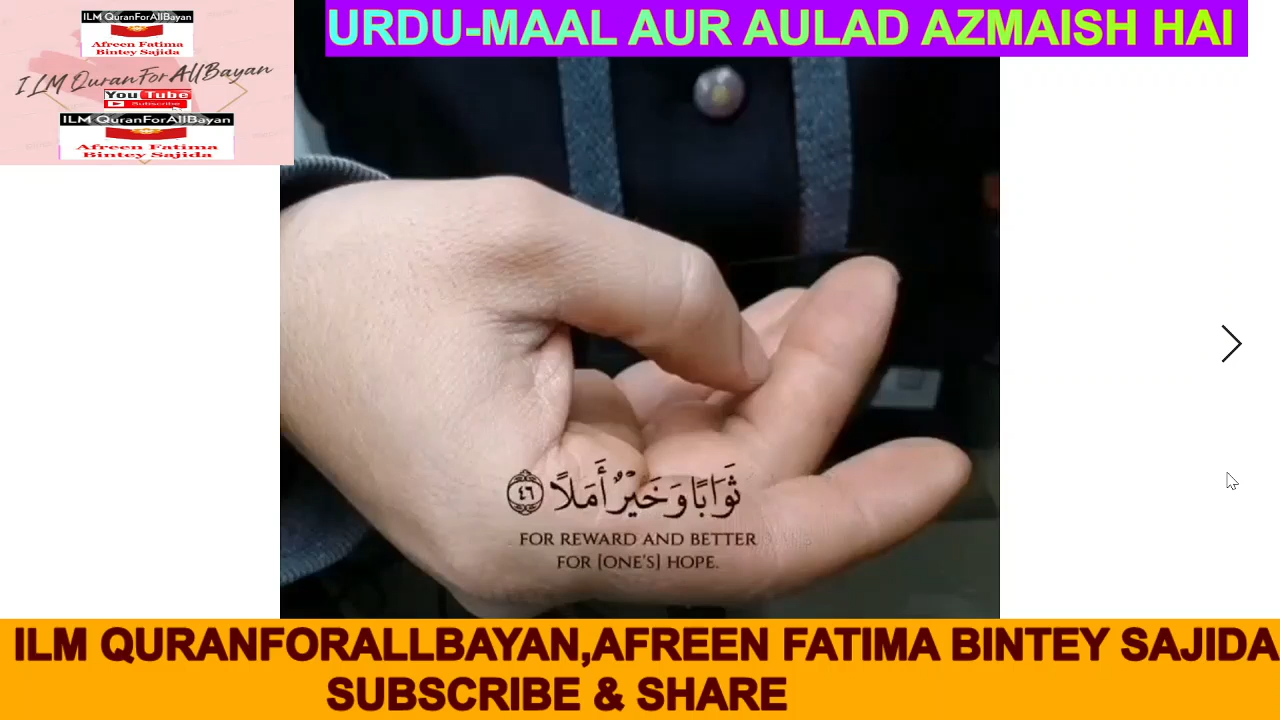 ILM QuranForAllBayan
Afreen Fatima
Bintey Sajida
ILM QuranForAllBayan
YouTube
Subscribe
ILM QuranForAllBayan
Afreen Fatima
Bintey Sajida
URDU-MAAL AUR AULAD AZMAISH HAI
ثَوَابًا وَخَيْرٌ أَمَلًا ٤٦
FOR REWARD AND BETTER
FOR [ONE'S] HOPE.
ILM QURANFORALLBAYAN,AFREEN FATIMA BINTEY SAJIDA
SUBSCRIBE & SHARE